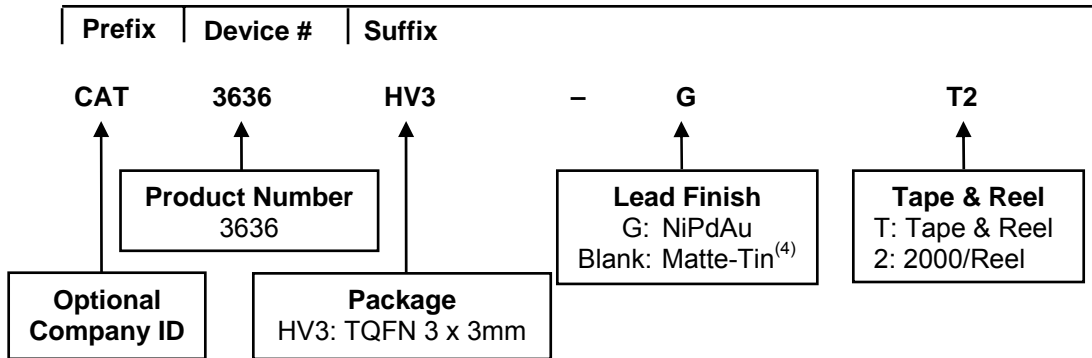 Prefix Device # Suffix
CAT 3636 HV3 – G T2
Product Number
3636
Lead Finish
G: NiPdAu
Blank: Matte-Tin(4)
Tape & Reel
T: Tape & Reel
2: 2000/Reel
Optional
Company ID
Package
HV3: TQFN 3 x 3mm